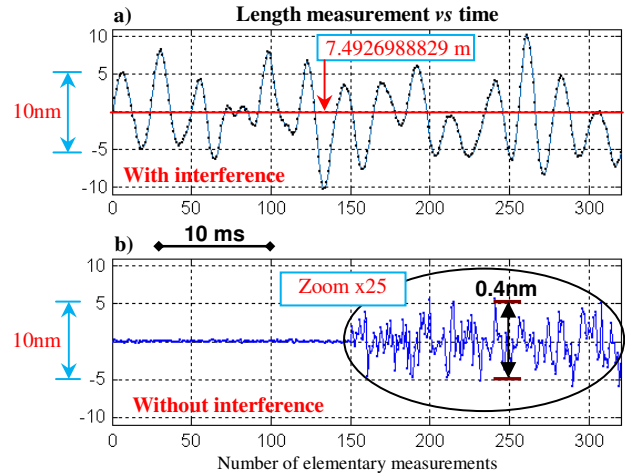 Length measurement vs time
a)
7.4926988829 m
10
5
0
-5
-10
10nm
With interference
0 50 100 150 200 250 300
b)
10 ms
Zoom x25
0.4nm
10
5
0
-5
-10
10nm
Without interference
0 50 100 150 200 250 300
Number of elementary measurements